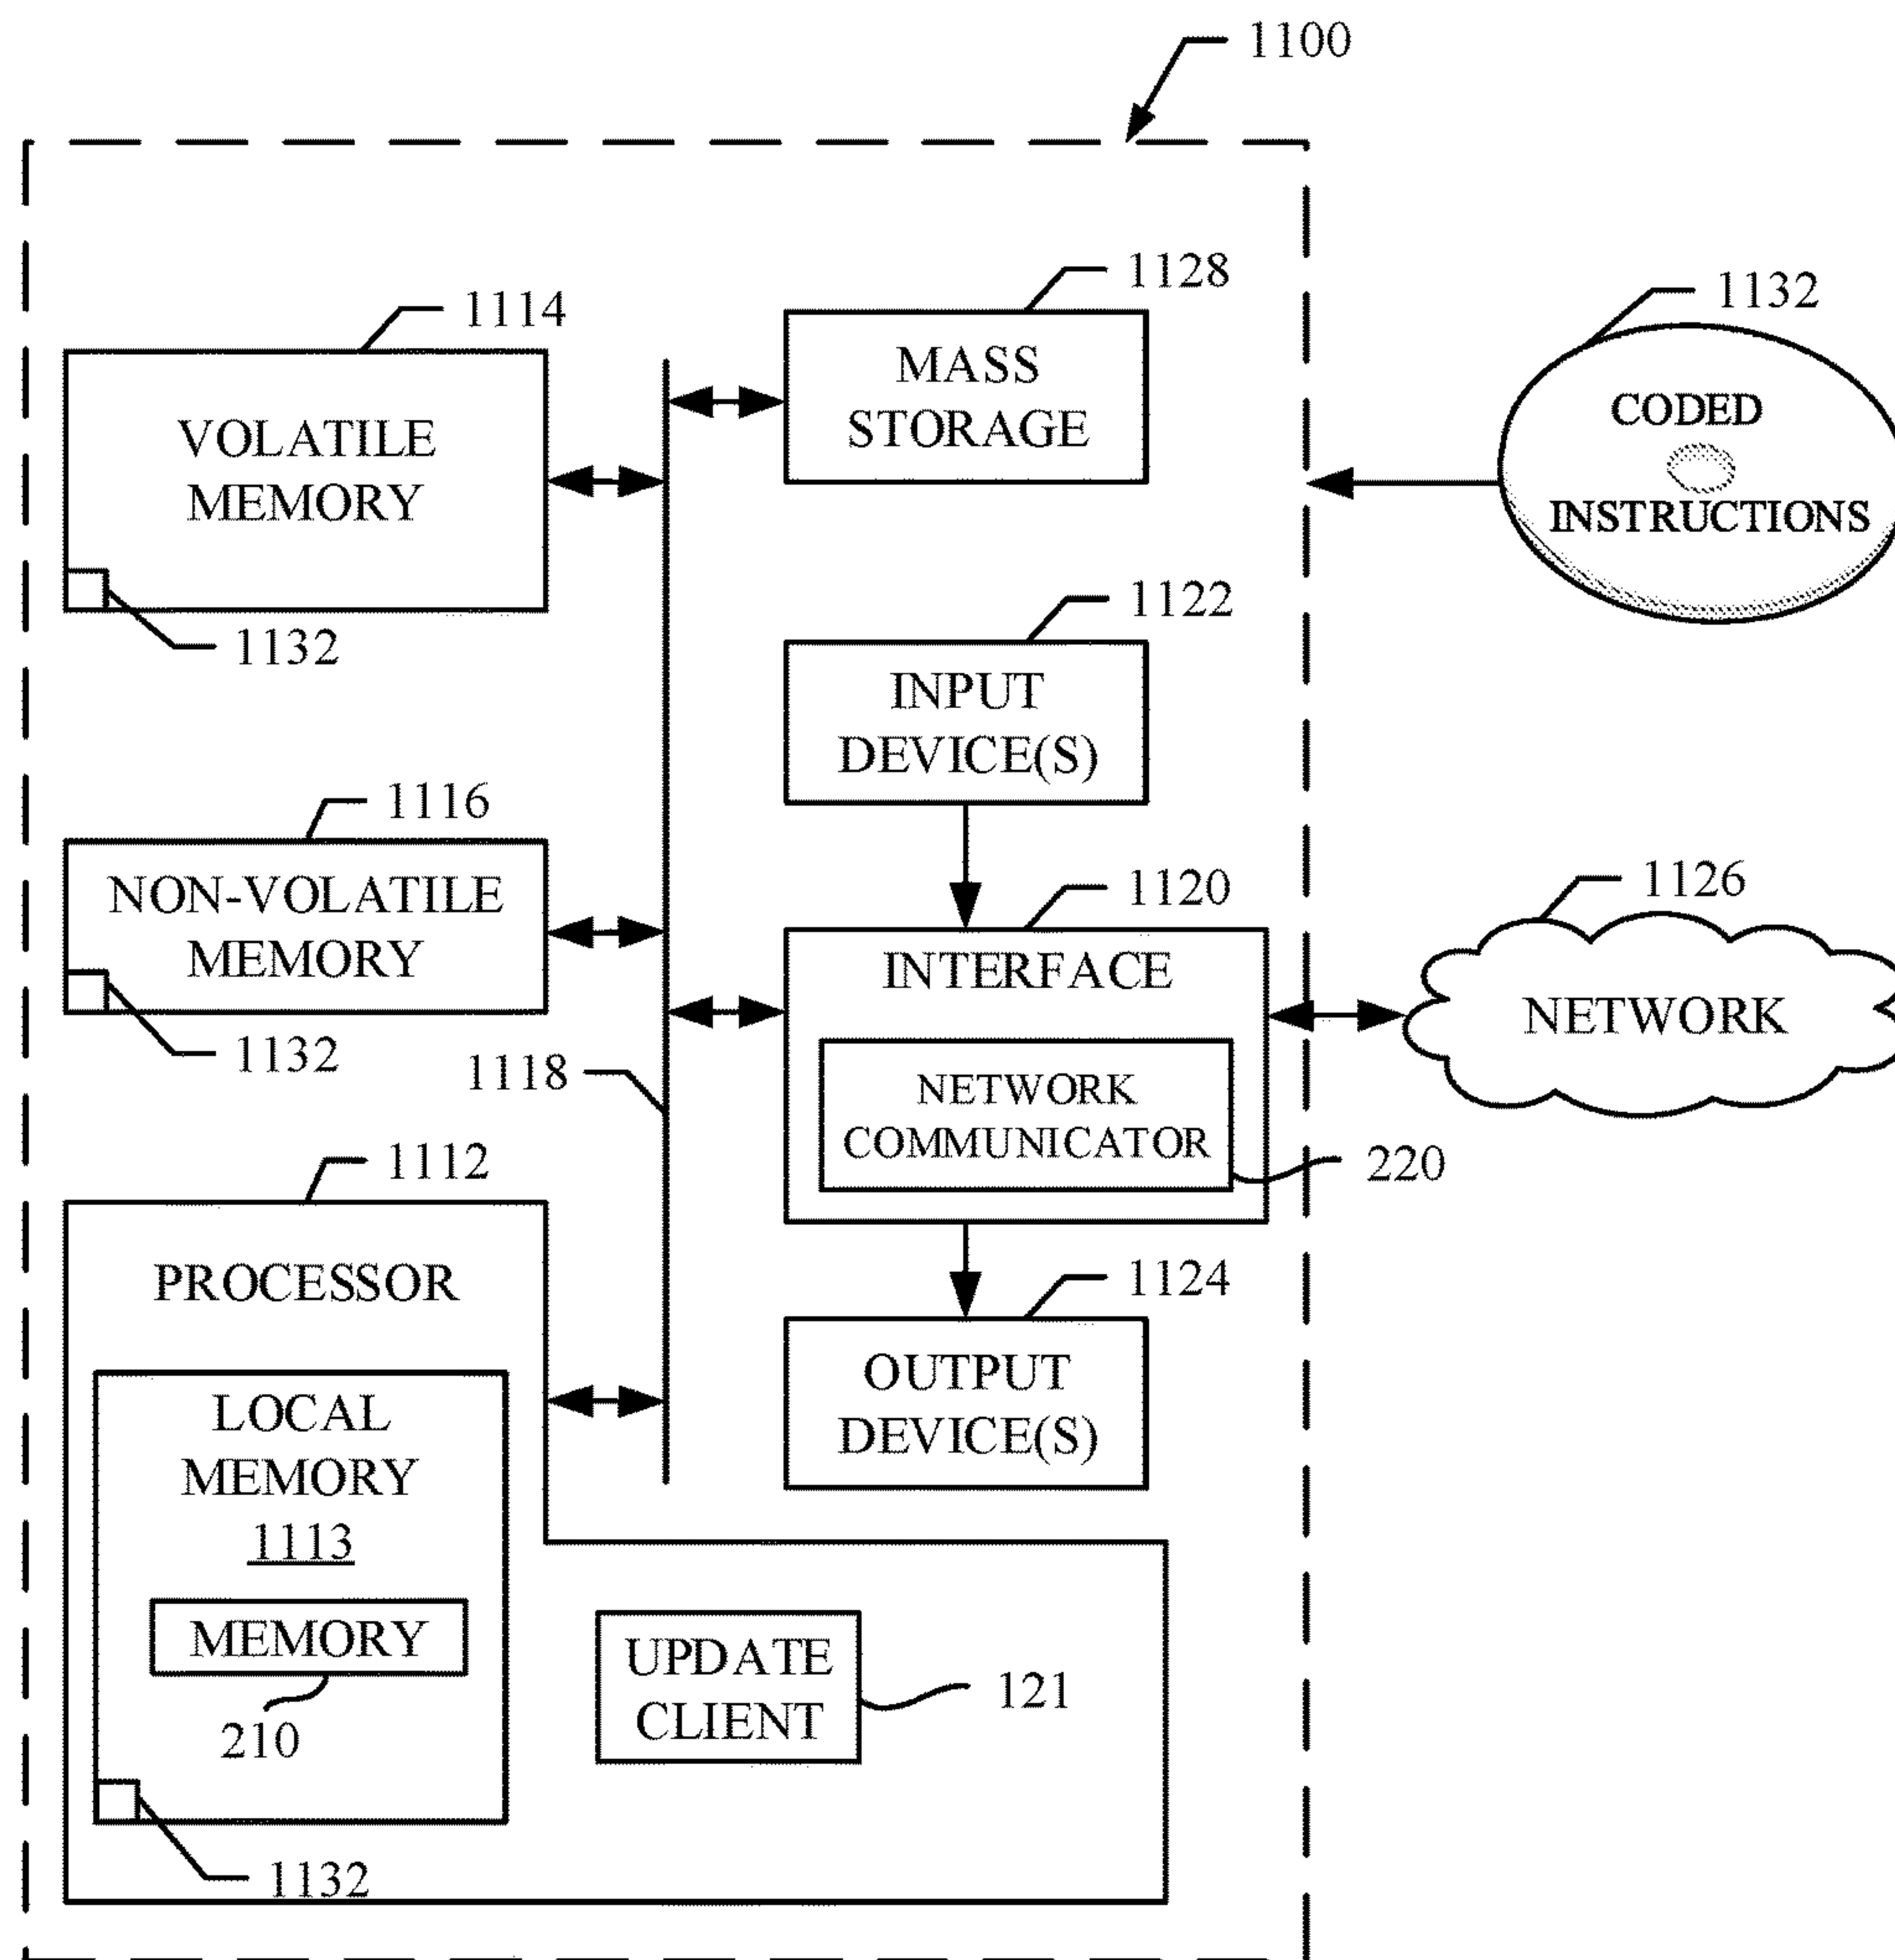 1100
1128
MASS
STORAGE
1132
CODED
INSTRUCTIONS
1114
VOLATILE
MEMORY
1132
1122
INPUT
DEVICE(S)
1116
NON-VOLATILE
MEMORY
1132
1120
INTERFACE
NETWORK
COMMUNICATOR
220
1126
NETWORK
1118
1112
PROCESSOR
LOCAL
MEMORY
1113
MEMORY
210
1132
1124
OUTPUT
DEVICE(S)
UPDATE
CLIENT
121